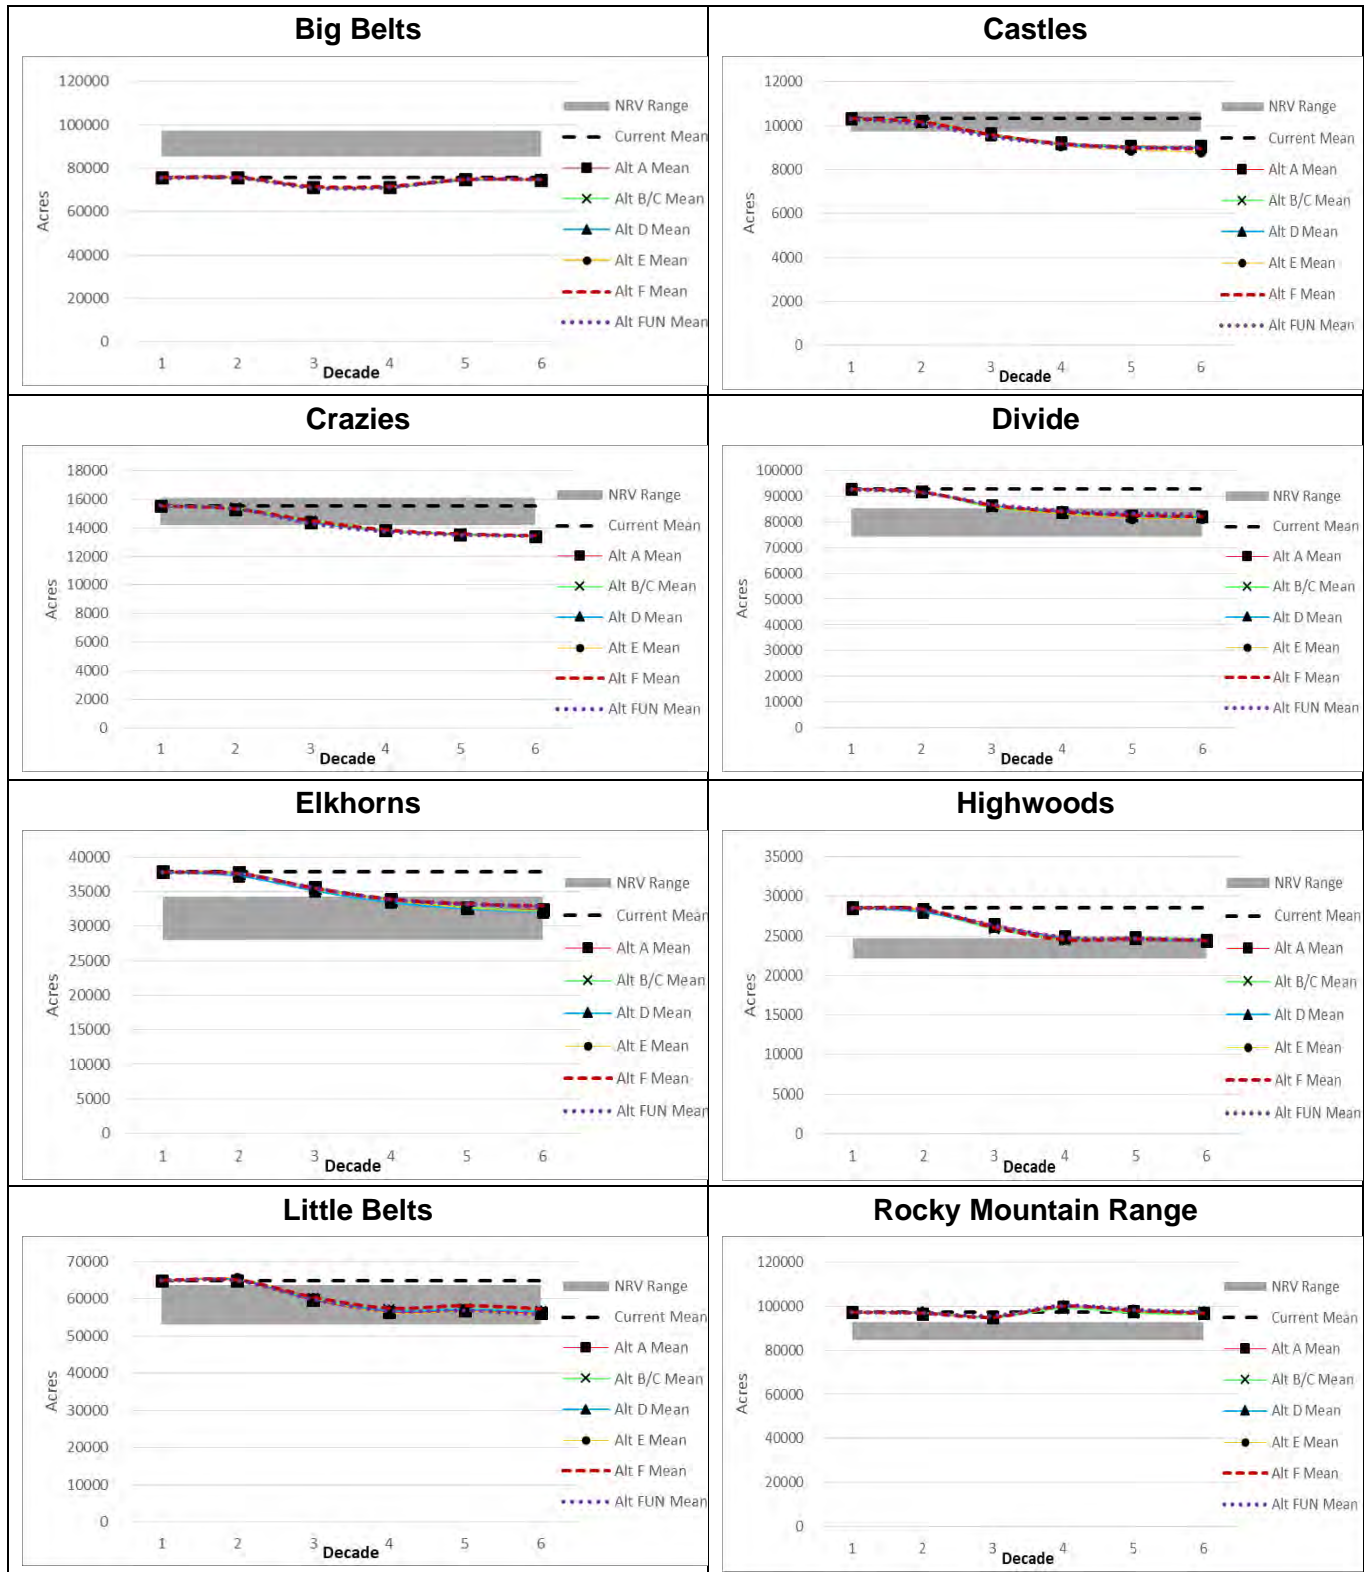 Big Belts
120000
100000
80000
60000
40000
20000
0
Acres
1 2 3 4 5 6
Decade
NRV Range
Current Mean
Alt A Mean
Alt B/C Mean
Alt D Mean
Alt E Mean
Alt F Mean
Alt FUN Mean
Castles
12000
10000
8000
6000
4000
2000
0
Acres
1 2 3 4 5 6
Decade
NRV Range
Current Mean
Alt A Mean
Alt B/C Mean
Alt D Mean
Alt E Mean
Alt F Mean
Alt FUN Mean
Crazies
18000
16000
14000
12000
10000
8000
6000
4000
2000
0
Acres
1 2 3 4 5 6
Decade
NRV Range
Current Mean
Alt A Mean
Alt B/C Mean
Alt D Mean
Alt E Mean
Alt F Mean
Alt FUN Mean
Divide
100000
90000
80000
70000
60000
50000
40000
30000
20000
10000
0
Acres
1 2 3 4 5 6
Decade
NRV Range
Current Mean
Alt A Mean
Alt B/C Mean
Alt D Mean
Alt E Mean
Alt F Mean
Alt FUN Mean
Elkhorns
40000
35000
30000
25000
20000
15000
10000
5000
0
Acres
1 2 3 4 5 6
Decade
NRV Range
Current Mean
Alt A Mean
Alt B/C Mean
Alt D Mean
Alt E Mean
Alt F Mean
Alt FUN Mean
Highwoods
35000
30000
25000
20000
15000
10000
5000
0
Acres
1 2 3 4 5 6
Decade
NRV Range
Current Mean
Alt A Mean
Alt B/C Mean
Alt D Mean
Alt E Mean
Alt F Mean
Alt FUN Mean
Little Belts
70000
60000
50000
40000
30000
20000
10000
0
Acres
1 2 3 4 5 6
Decade
NRV Range
Current Mean
Alt A Mean
Alt B/C Mean
Alt D Mean
Alt E Mean
Alt F Mean
Alt FUN Mean
Rocky Mountain Range
120000
100000
80000
60000
40000
20000
0
Acres
1 2 3 4 5 6
Decade
NRV Range
Current Mean
Alt A Mean
Alt B/C Mean
Alt D Mean
Alt E Mean
Alt F Mean
Alt FUN Mean